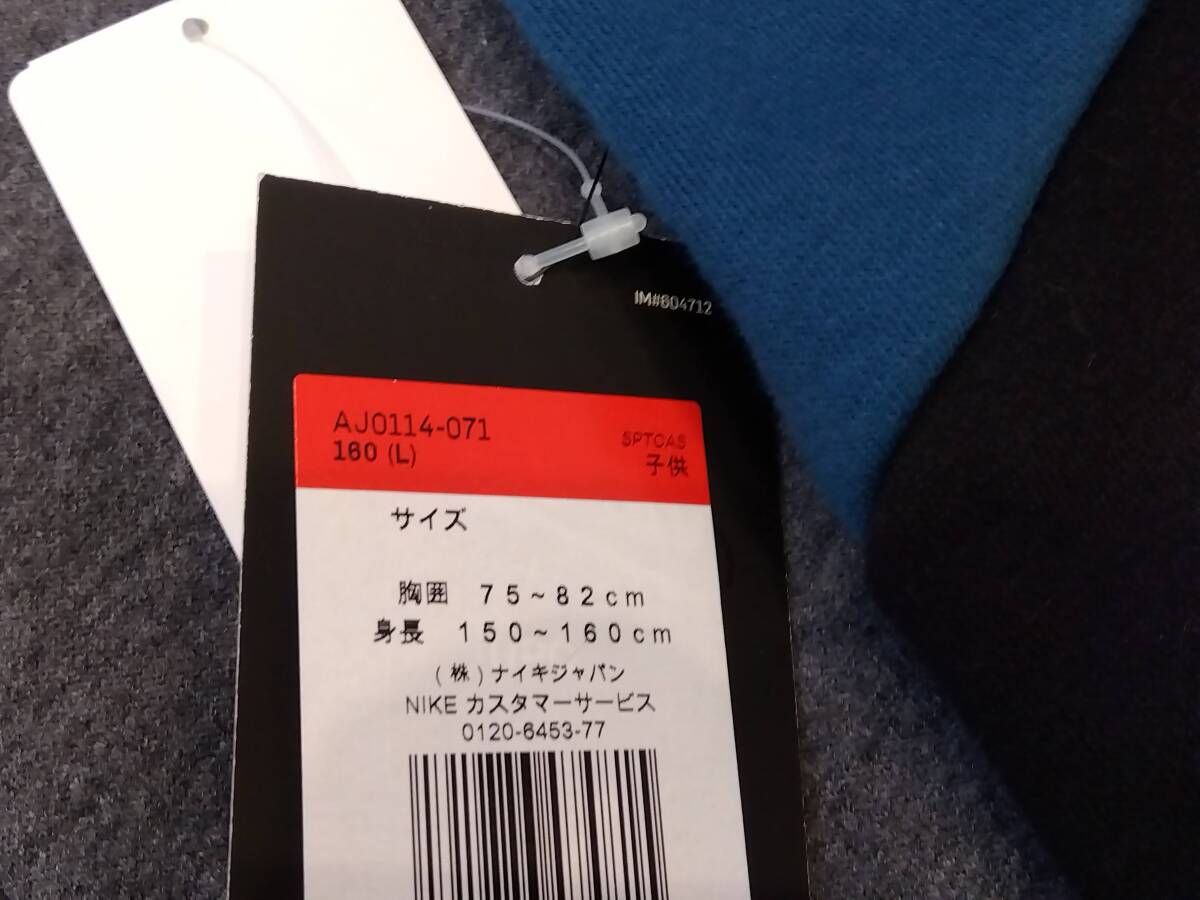 IM#604712
AJ0114-071
160 (L)
SPTCAS
子供
サイズ
胸囲 75~82cm
身長 150~160cm
(株)ナイキジャパン
NIKE カスタマーサービス
0120-6453-77